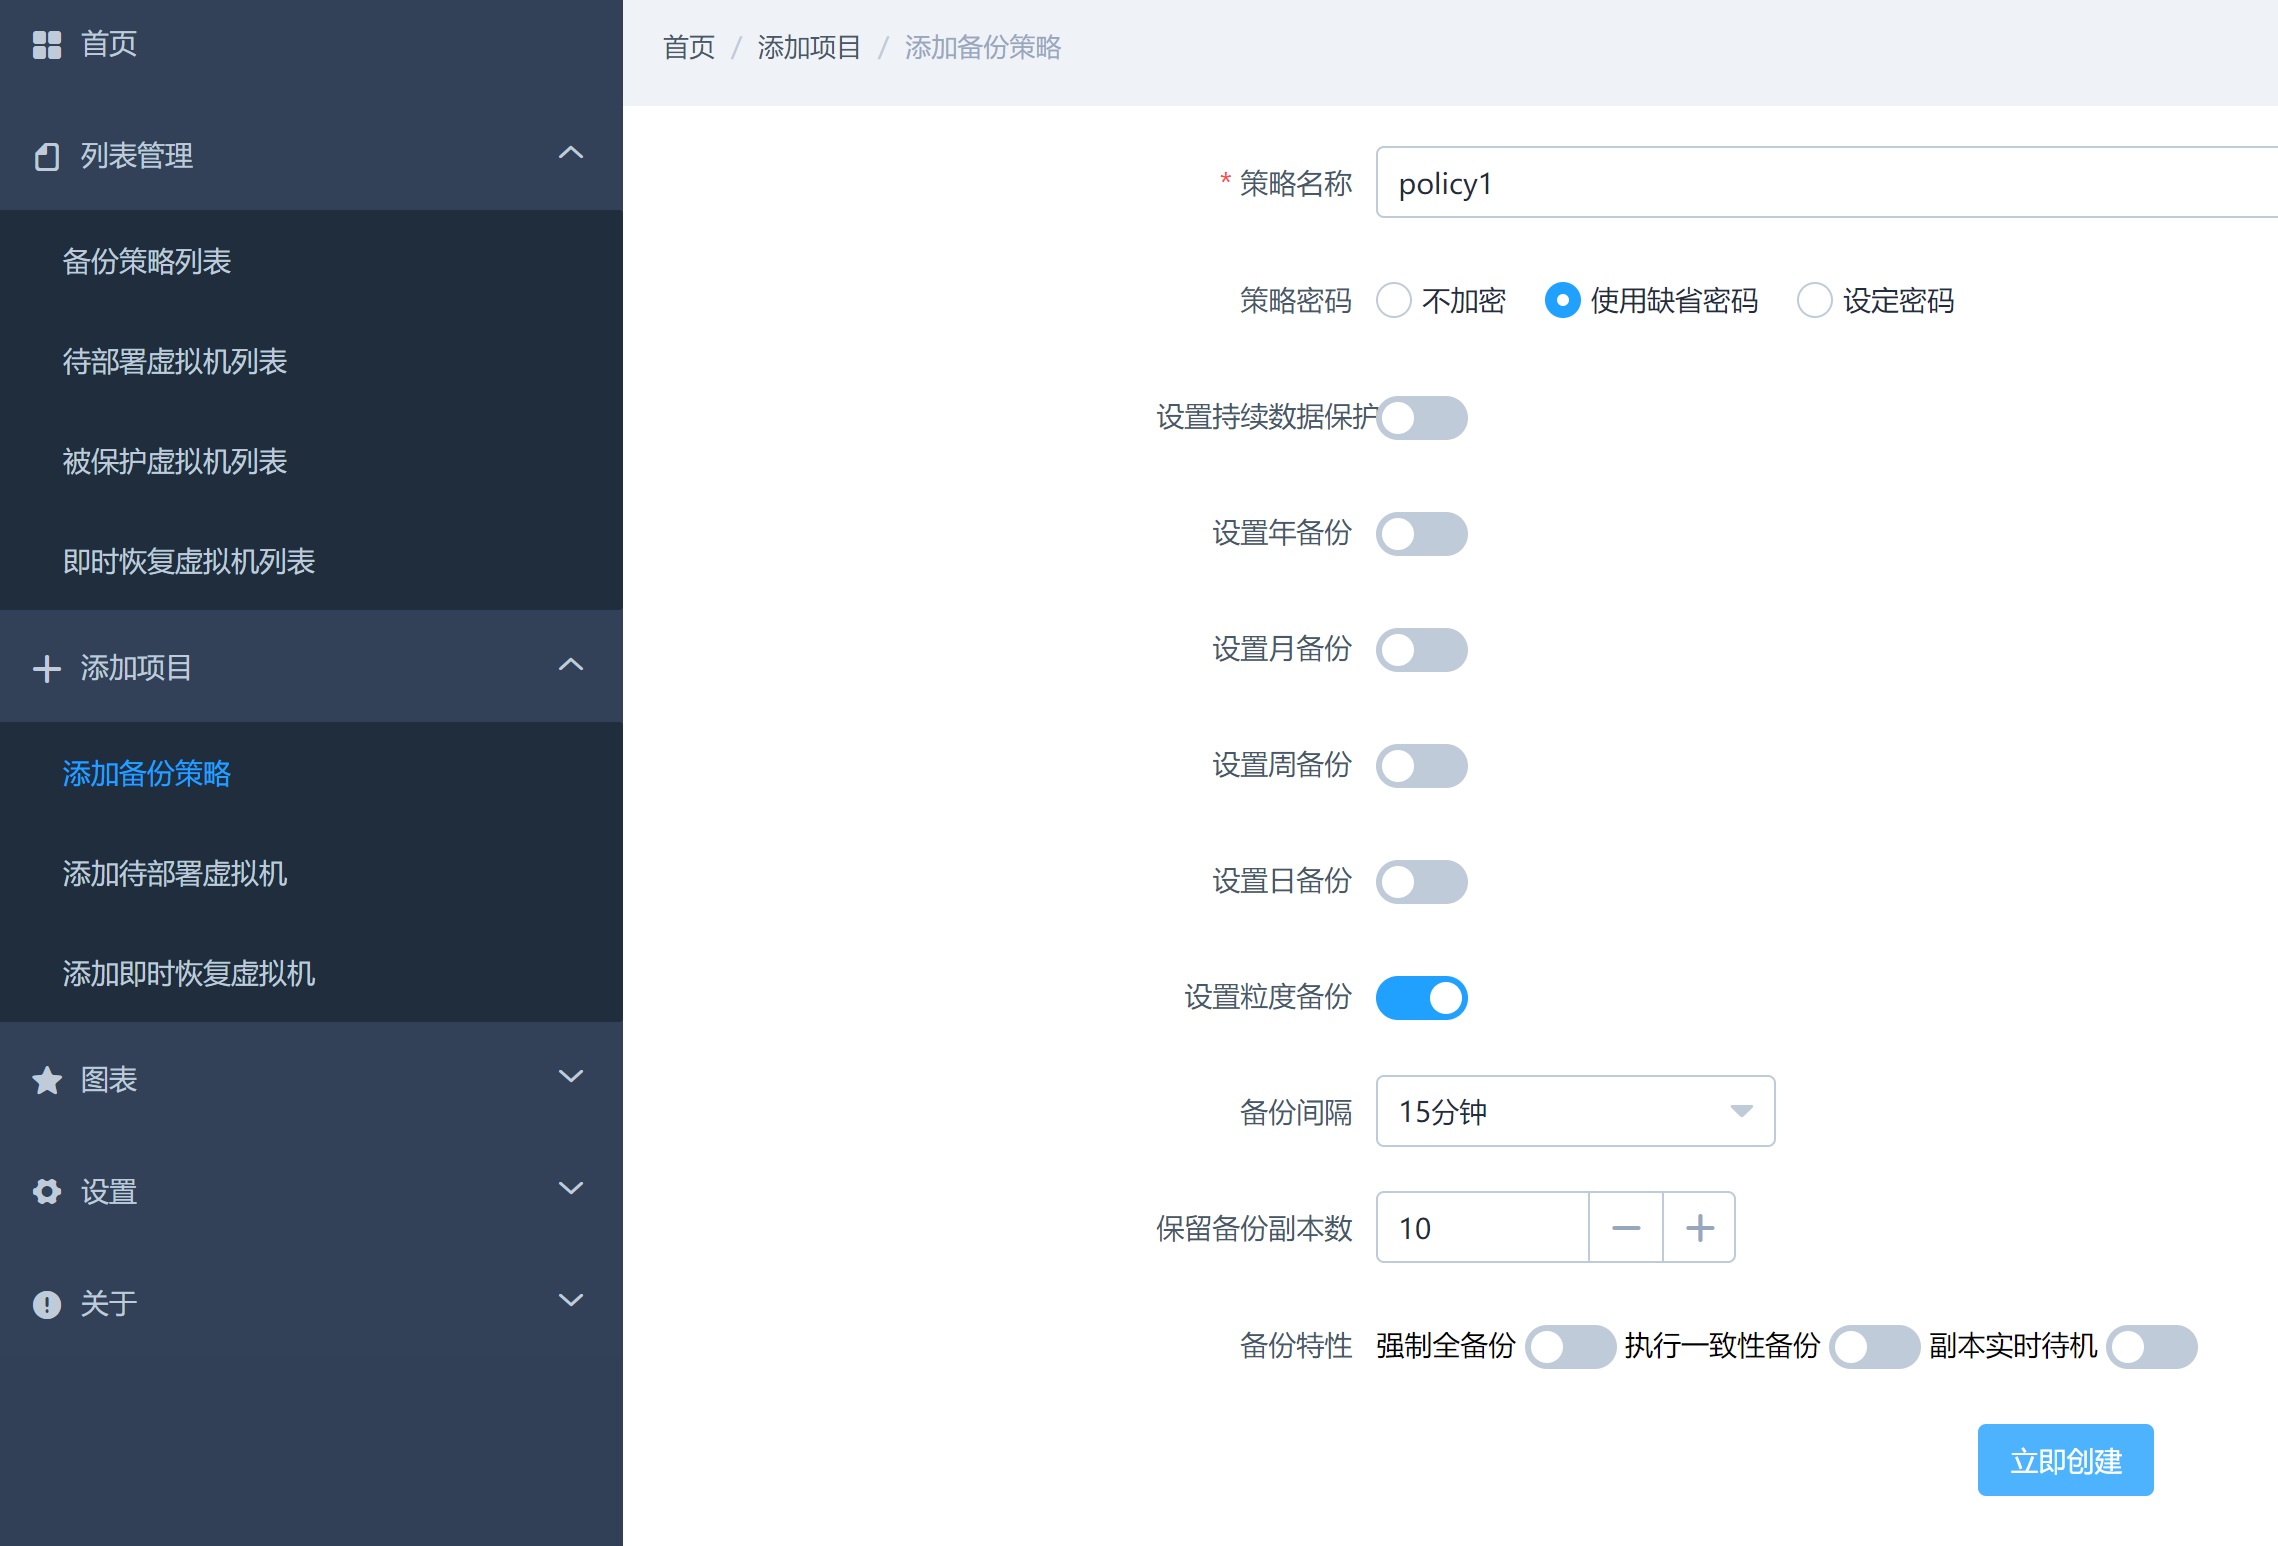 首页
列表管理
备份策略列表
待部署虚拟机列表
被保护虚拟机列表
即时恢复虚拟机列表
添加项目
添加备份策略
添加待部署虚拟机
添加即时恢复虚拟机
图表
设置
关于
首页 / 添加项目 / 添加备份策略
* 策略名称 policy1
策略密码 不加密 使用缺省密码 设定密码
设置持续数据保护
设置年备份
设置月备份
设置周备份
设置日备份
设置粒度备份
备份间隔 15分钟
保留备份副本数 10
备份特性 强制全备份 执行一致性备份 副本实时待机
立即创建